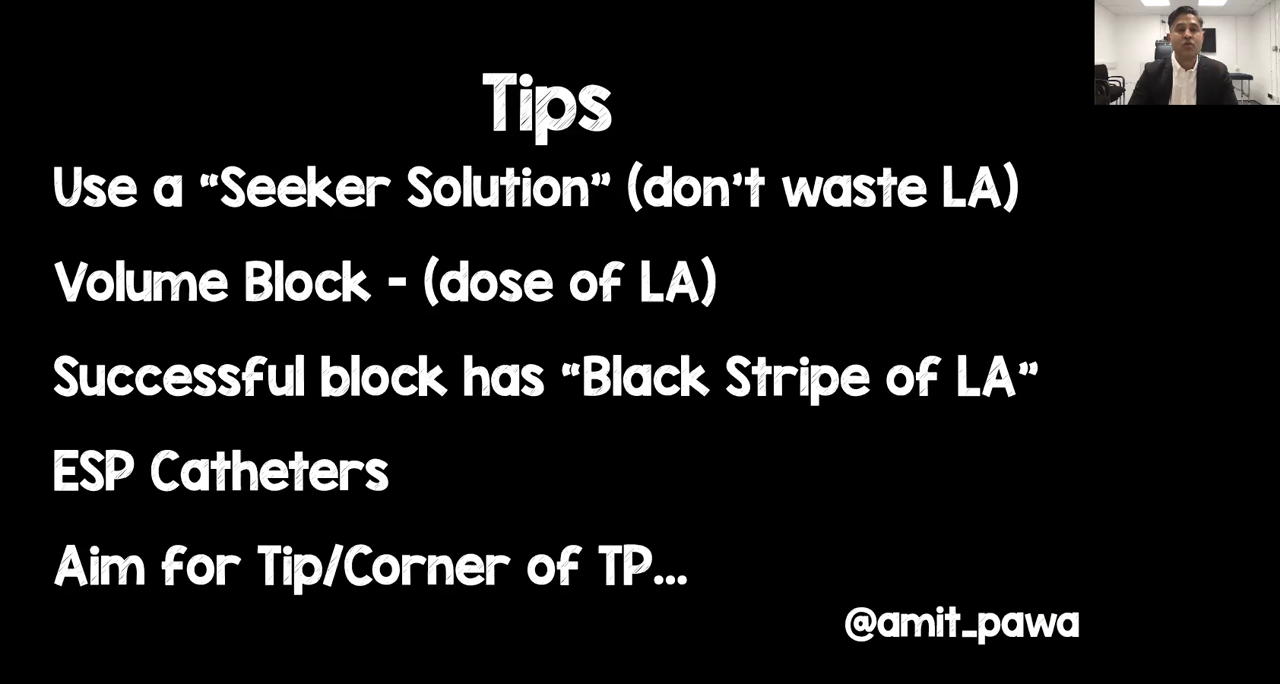 Tips
Use a “Seeker Solution” (don’t waste LA)
Volume Block - (dose of LA)
Successful block has “Black Stripe of LA”
ESP Catheters
Aim for Tip/Corner of TP...
@amit_pawa